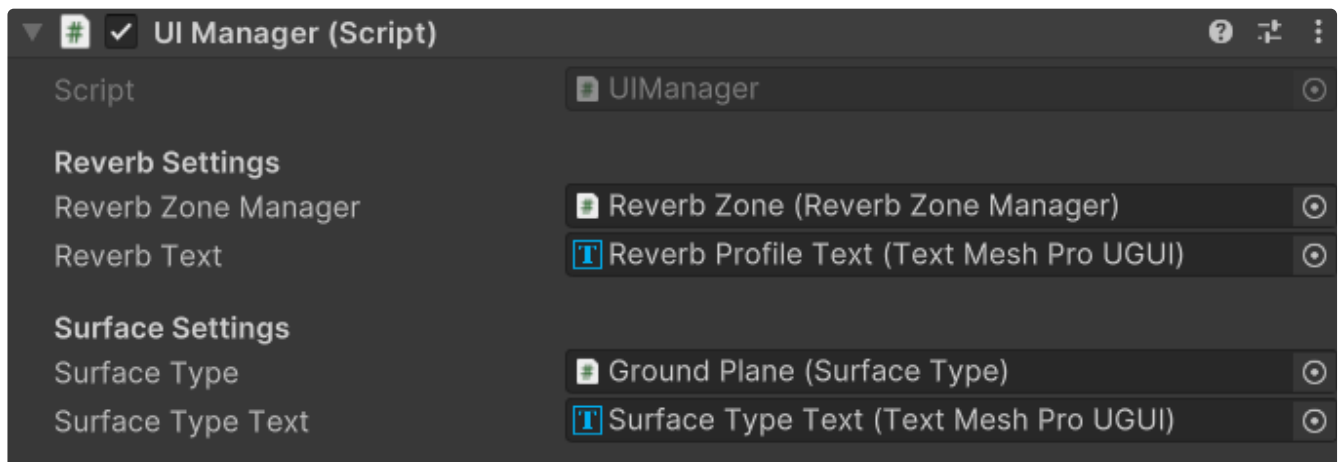 UI Manager (Script)
Script UIManager
Reverb Settings
Reverb Zone Manager Reverb Zone (Reverb Zone Manager)
Reverb Text Reverb Profile Text (Text Mesh Pro UGUI)
Surface Settings
Surface Type Ground Plane (Surface Type)
Surface Type Text Surface Type Text (Text Mesh Pro UGUI)